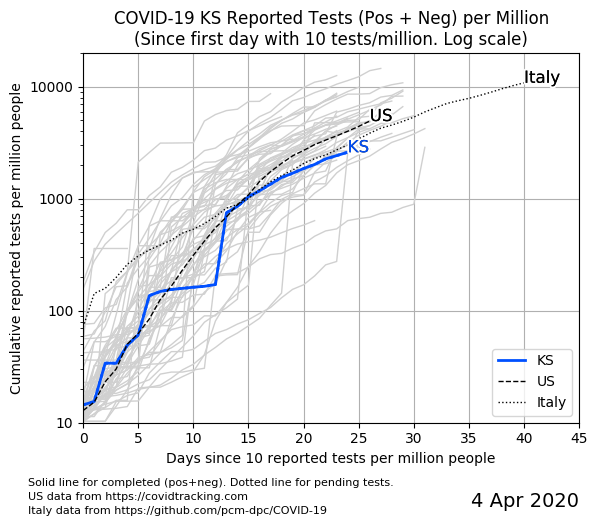 COVID-19 KS Reported Tests (Pos + Neg) per Million
(Since first day with 10 tests/million. Log scale)
Cumulative reported tests per million people
10000
1000
100
10
Italy
US
KS
KS
US
Italy
0 5 10 15 20 25 30 35 40 45
Days since 10 reported tests per million people
Solid line for completed (pos+neg). Dotted line for pending tests.
US data from https://covidtracking.com
Italy data from https://github.com/pcm-dpc/COVID-19
4 Apr 2020